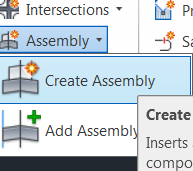 Intersections
Assembly
Create Assembly
Add Assembly
Create
Inserts
compo